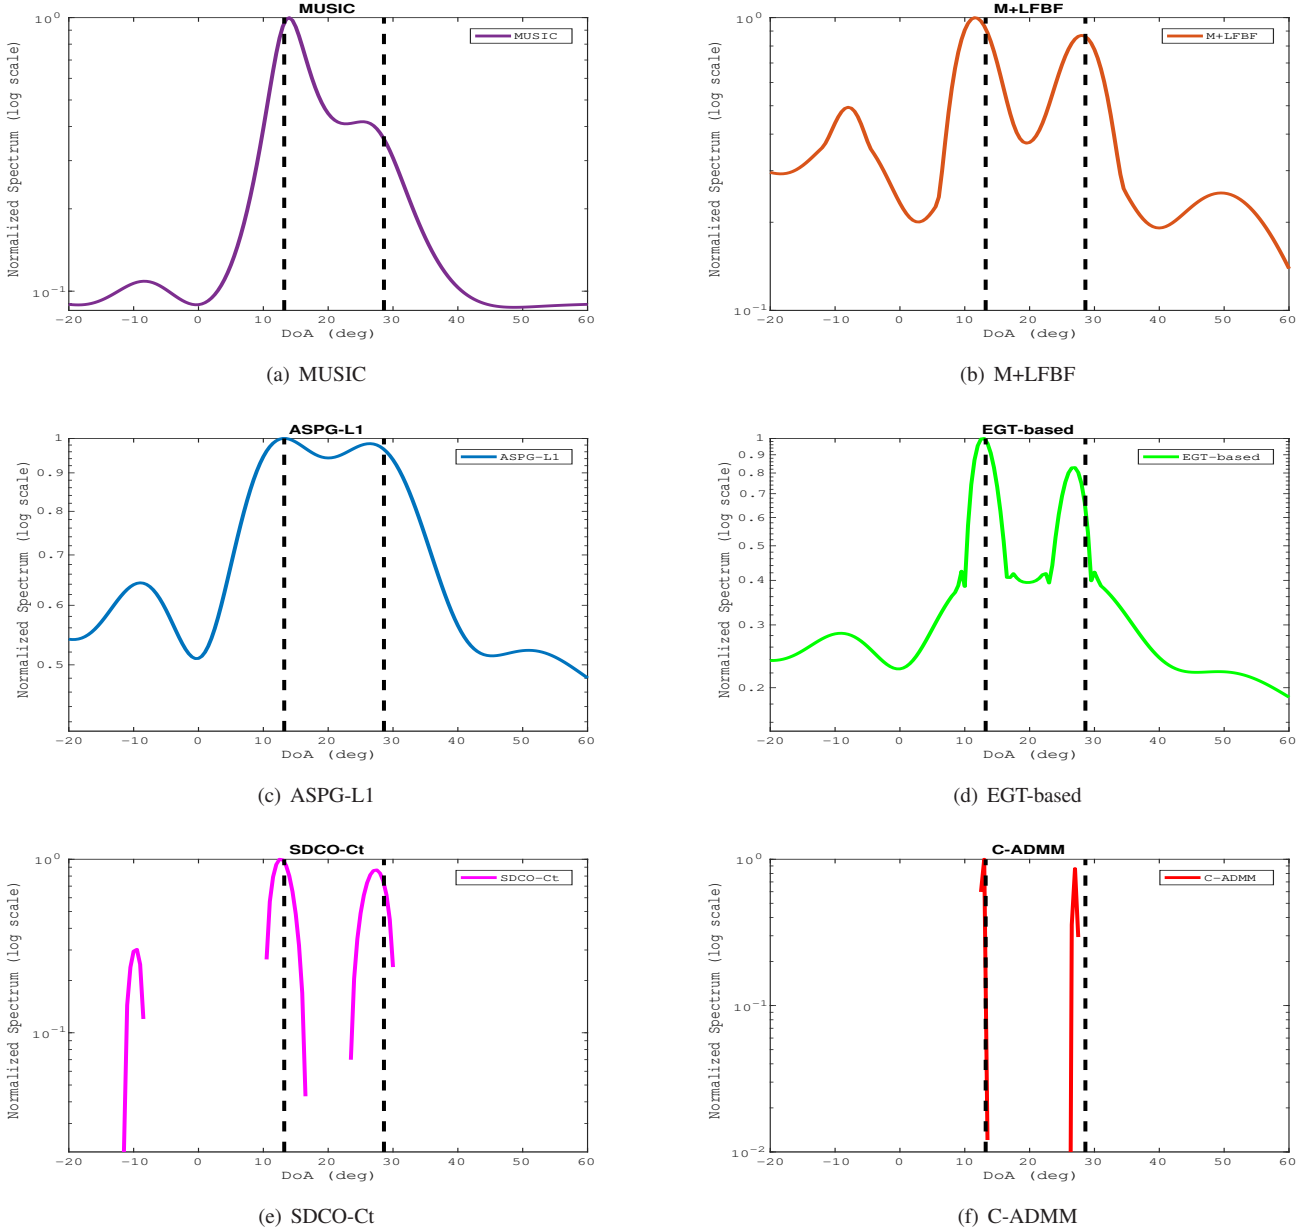 MUSIC
M+LFBF
Normalized Spectrum (log scale)
10^0
10^-1
MUSIC
-20 -10 0 10 20 30 40 50 60
DoA (deg)
Normalized Spectrum (log scale)
10^0
10^-1
M+LFBF
-20 -10 0 10 20 30 40 50 60
DoA (deg)
(a) MUSIC
(b) M+LFBF
ASPG-L1
EGT-based
Normalized Spectrum (log scale)
1
0.9
0.8
0.7
0.6
0.5
ASPG-L1
-20 -10 0 10 20 30 40 50 60
DoA (deg)
Normalized Spectrum (log scale)
1
0.9
0.8
0.7
0.6
0.5
0.4
0.3
0.2
EGT-based
-20 -10 0 10 20 30 40 50 60
DoA (deg)
(c) ASPG-L1
(d) EGT-based
SDCO-Ct
C-ADMM
Normalized Spectrum (log scale)
10^0
10^-1
SDCO-Ct
-20 -10 0 10 20 30 40 50 60
DoA (deg)
Normalized Spectrum (log scale)
10^0
10^-1
10^-2
C-ADMM
-20 -10 0 10 20 30 40 50 60
DoA (deg)
(e) SDCO-Ct
(f) C-ADMM